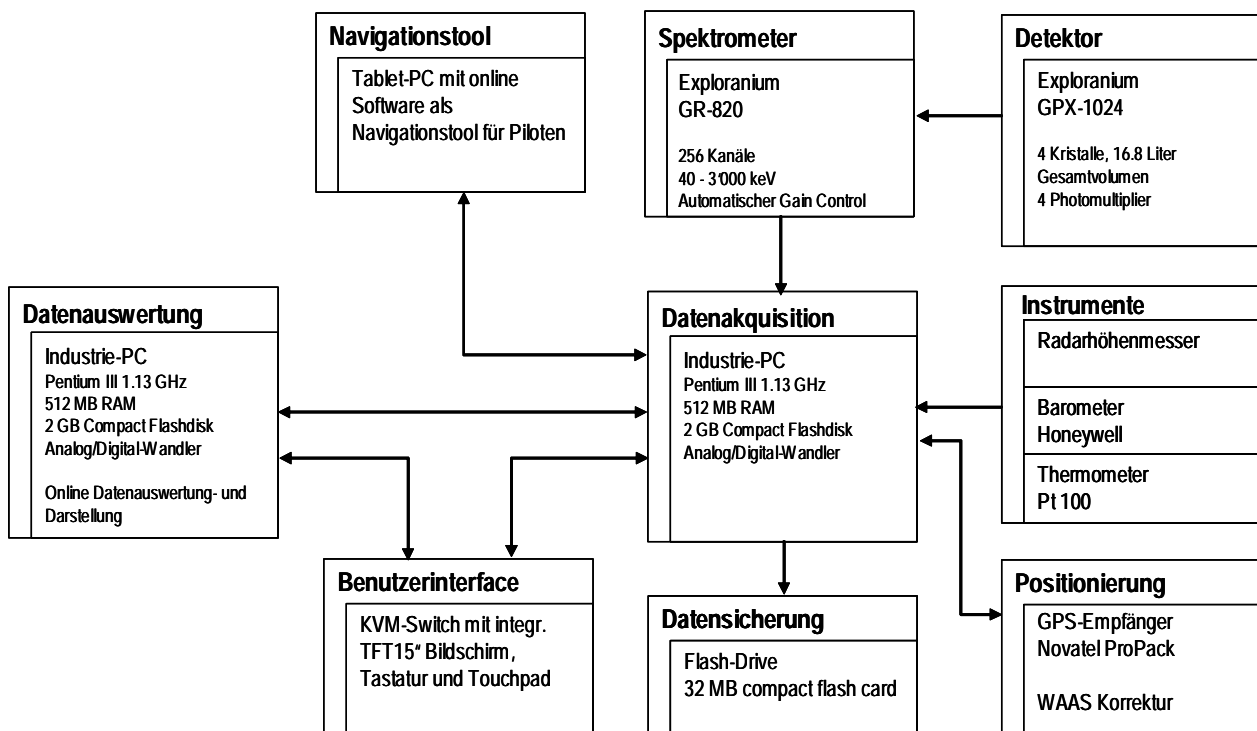 Navigationstool
Tablet-PC mit online
Software als
Navigationstool für Piloten
Spektrometer
Exploranium
GR-820
256 Kanäle
40 - 3'000 keV
Automatischer Gain Control
Detektor
Exploranium
GPX-1024
4 Kristalle, 16.8 Liter
Gesamtvolumen
4 Photomultiplier
Datenauswertung
Industrie-PC
Pentium III 1.13 GHz
512 MB RAM
2 GB Compact Flashdisk
Analog/Digital-Wandler
Online Datenauswertung- und
Darstellung
Datenakquisition
Industrie-PC
Pentium III 1.13 GHz
512 MB RAM
2 GB Compact Flashdisk
Analog/Digital-Wandler
Instrumente
Radarhöhenmesser
Barometer
Honeywell
Thermometer
Pt 100
Benutzerinterface
KVM-Switch mit integr.
TFT15" Bildschirm,
Tastatur und Touchpad
Datensicherung
Flash-Drive
32 MB compact flash card
Positionierung
GPS-Empfänger
Novatel ProPack
WAAS Korrektur